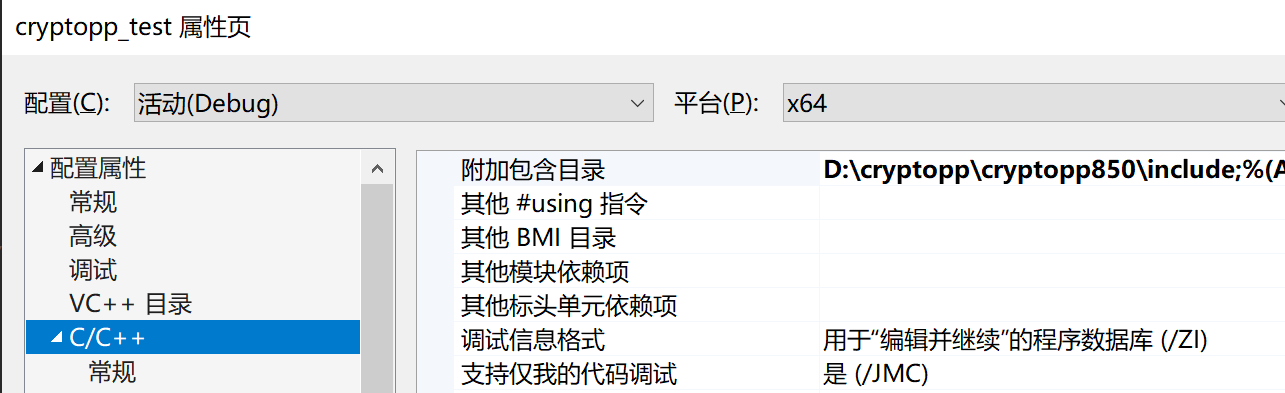 cryptopp_test 属性页
配置(C): 活动(Debug) 平台(P): x64
配置属性
常规
高级
调试
VC++ 目录
C/C++
常规
附加包含目录 D:\cryptopp\cryptopp850\include;%(A
其他 #using 指令
其他 BMI 目录
其他模块依赖项
其他标头单元依赖项
调试信息格式 用于“编辑并继续”的程序数据库 (/ZI)
支持仅我的代码调试 是 (/JMC)